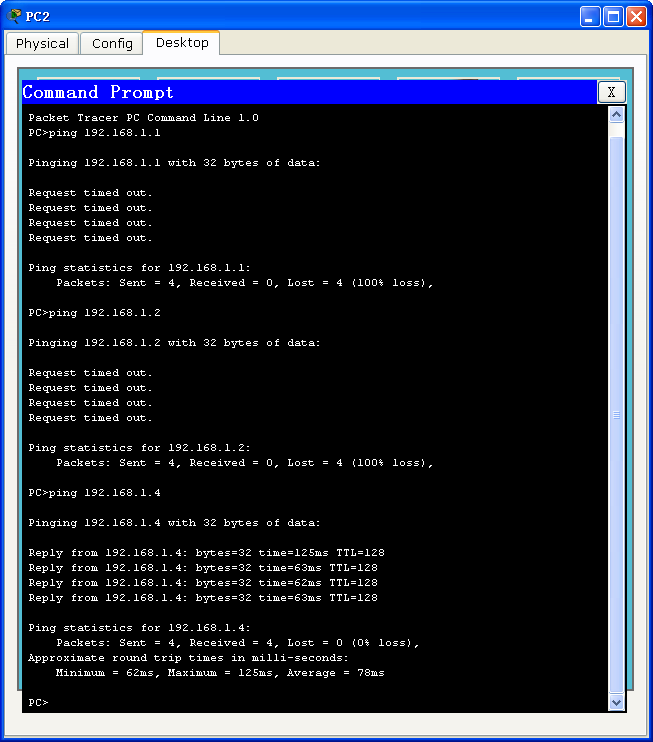 PC2
Physical Config Desktop
Command Prompt
X
Packet Tracer PC Command Line 1.0
PC>ping 192.168.1.1
Pinging 192.168.1.1 with 32 bytes of data:
Request timed out.
Request timed out.
Request timed out.
Request timed out.
Ping statistics for 192.168.1.1:
    Packets: Sent = 4, Received = 0, Lost = 4 (100% loss),
PC>ping 192.168.1.2
Pinging 192.168.1.2 with 32 bytes of data:
Request timed out.
Request timed out.
Request timed out.
Request timed out.
Ping statistics for 192.168.1.2:
    Packets: Sent = 4, Received = 0, Lost = 4 (100% loss),
PC>ping 192.168.1.4
Pinging 192.168.1.4 with 32 bytes of data:
Reply from 192.168.1.4: bytes=32 time=125ms TTL=128
Reply from 192.168.1.4: bytes=32 time=63ms TTL=128
Reply from 192.168.1.4: bytes=32 time=62ms TTL=128
Reply from 192.168.1.4: bytes=32 time=63ms TTL=128
Ping statistics for 192.168.1.4:
    Packets: Sent = 4, Received = 4, Lost = 0 (0% loss),
Approximate round trip times in milli-seconds:
    Minimum = 62ms, Maximum = 125ms, Average = 78ms
PC>